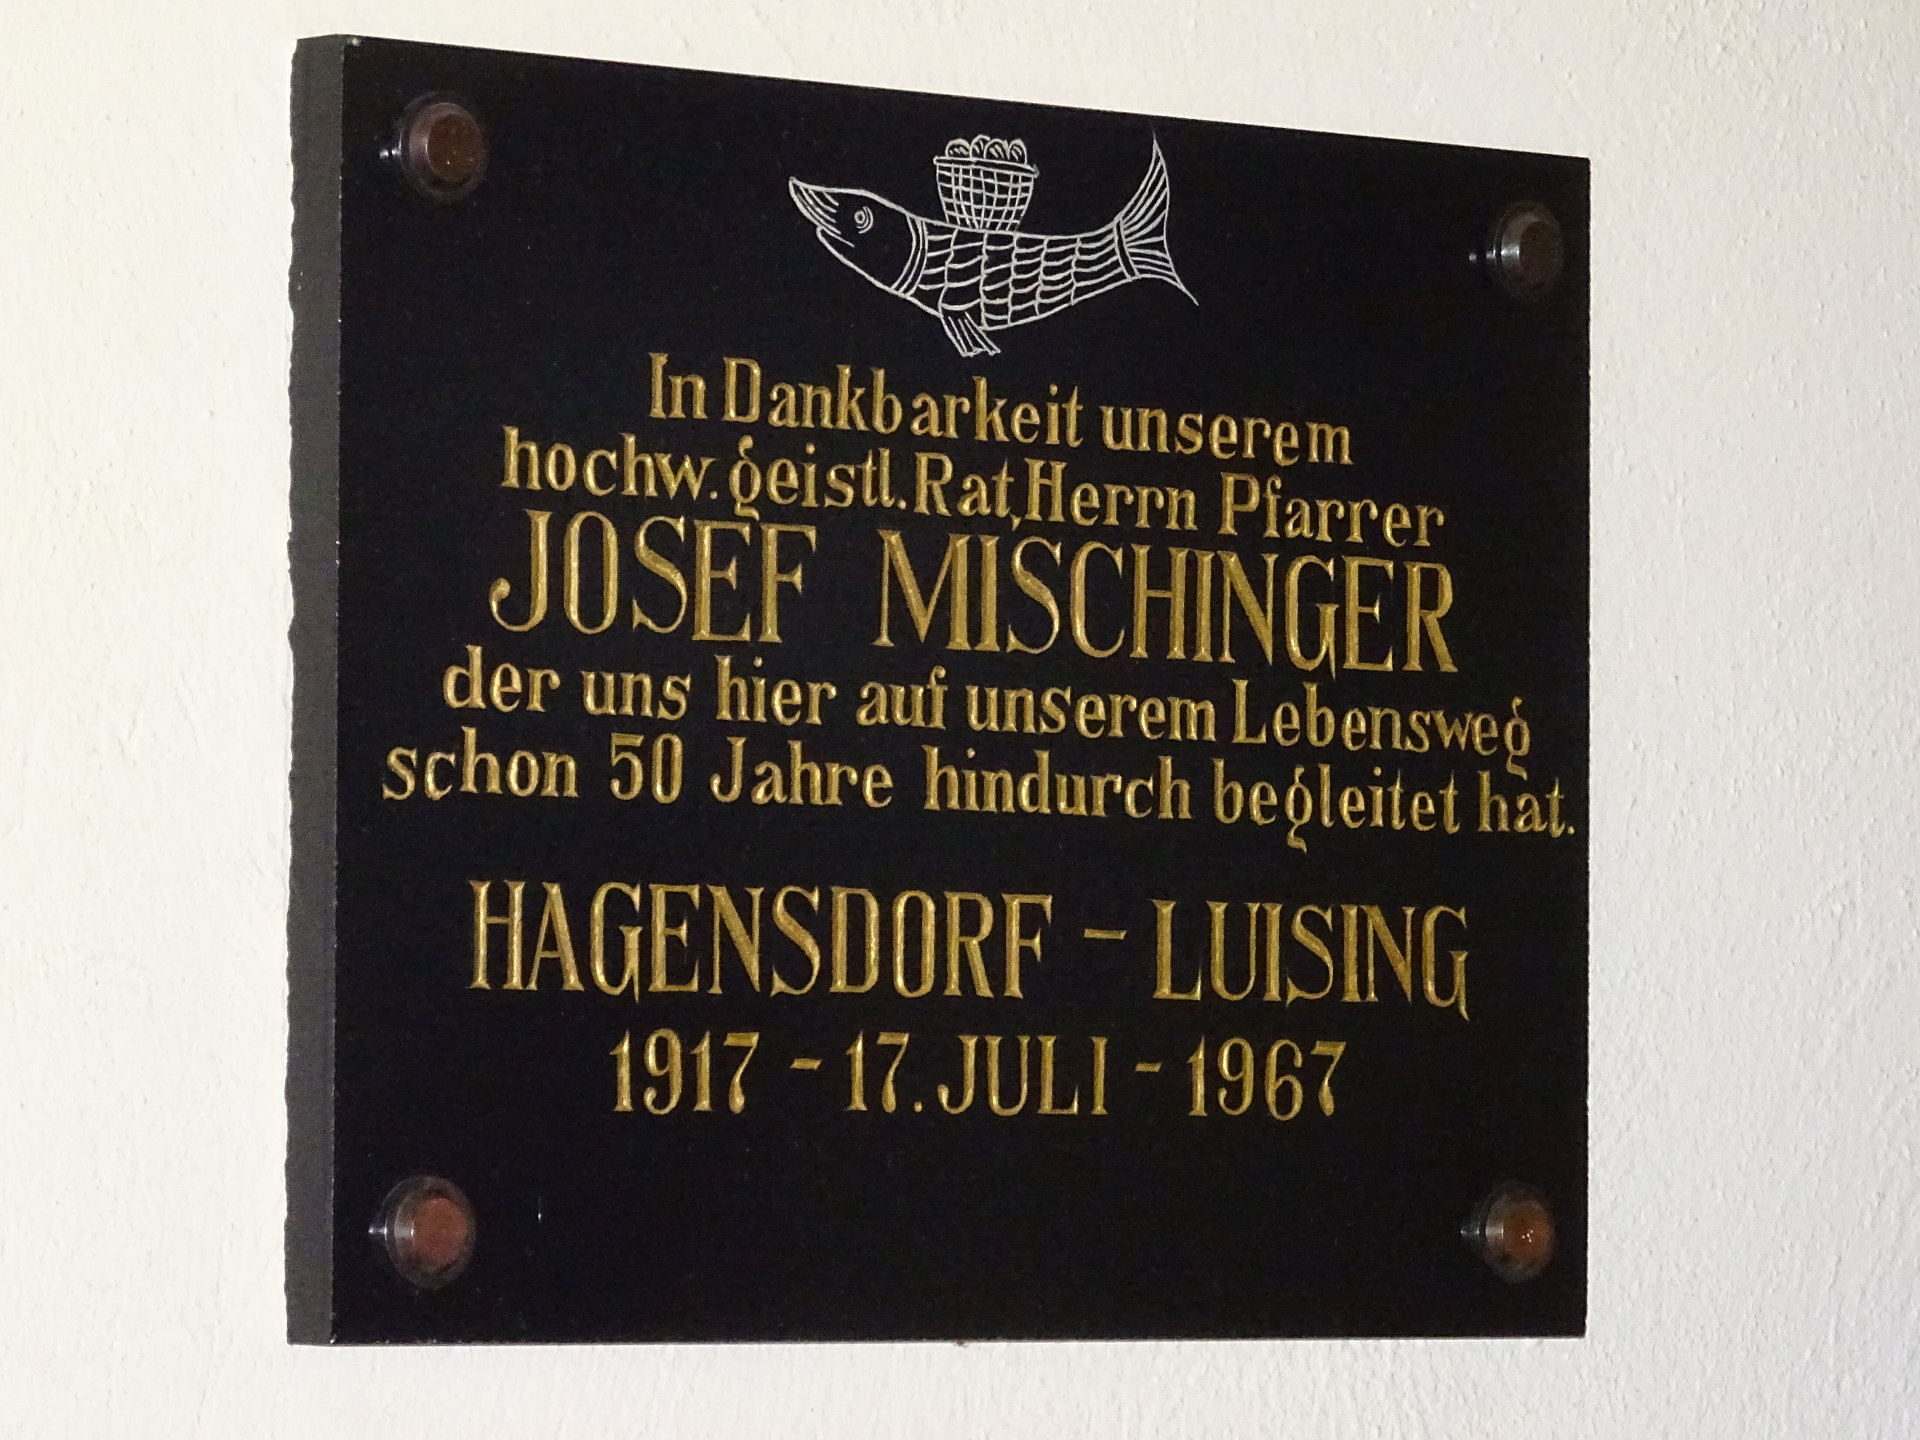 In Dankbarkeit unserem
hochw. geistl. Rat, Herrn Pfarrer
JOSEF MISCHINGER
der uns hier auf unserem Lebensweg
schon 50 Jahre hindurch begleitet hat.
HAGENSDORF - LUISING
1917 - 17. JULI - 1967